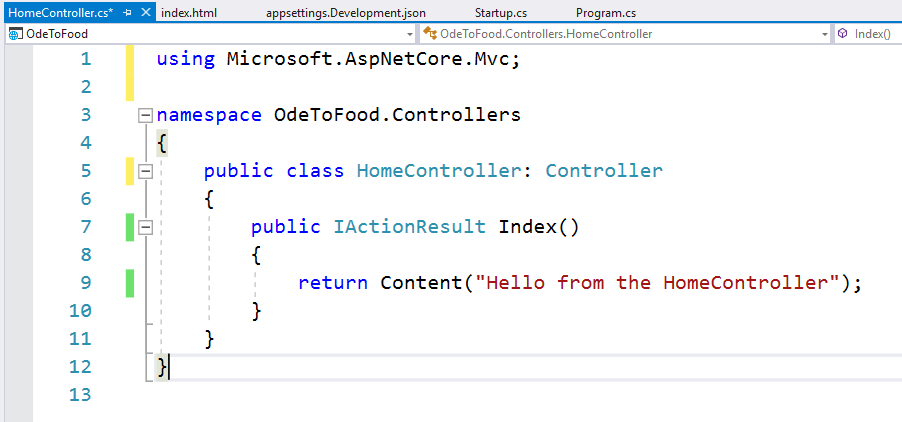 HomeController.cs* index.html appsettings.Development.json Startup.cs Program.cs
OdeToFood OdeToFood.Controllers.HomeController Index()
1 using Microsoft.AspNetCore.Mvc;
2
3 namespace OdeToFood.Controllers
4 {
5 public class HomeController: Controller
6 {
7 public IActionResult Index()
8 {
9 return Content("Hello from the HomeController");
10 }
11 }
12 }
13